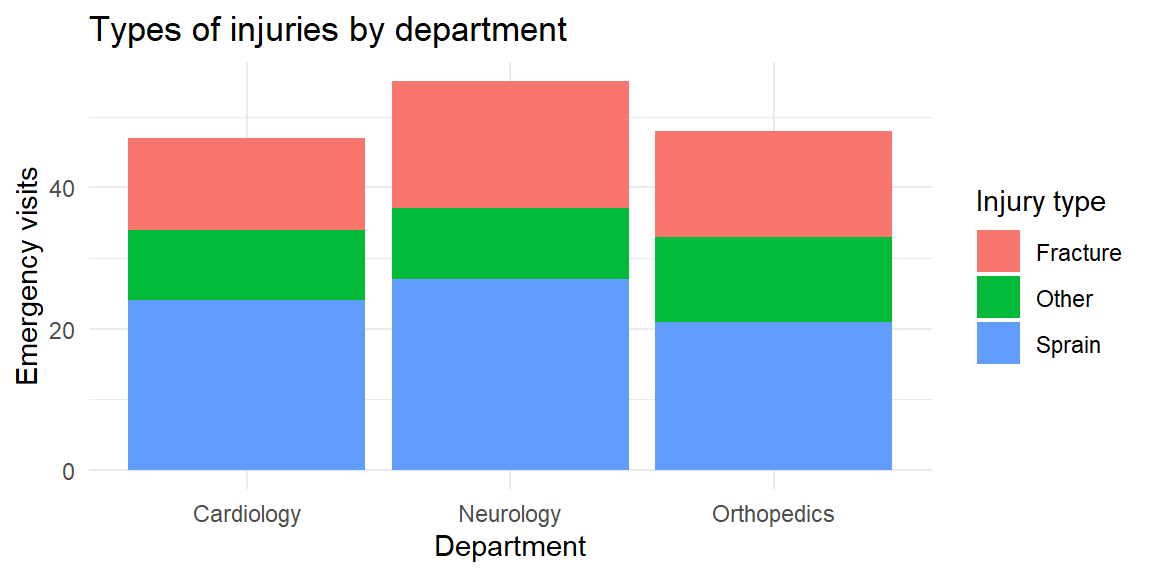 Types of injuries by department
Emergency visits
40
20
0
Cardiology
Neurology
Orthopedics
Department
Injury type
Fracture
Other
Sprain